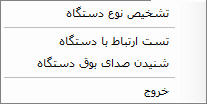 تشخیص نوع دستگاه
تست ارتباط با دستگاه
شنیدن صدای بوق دستگاه
خروج